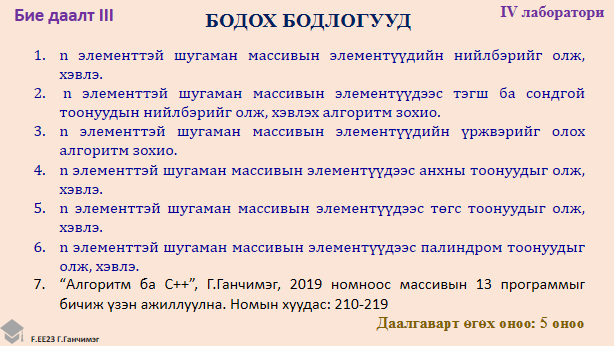 Бие даалт III
БОДОХ БОДЛОГУУД
IV лаборатори
1. n элементтэй шугаман массивын элементүүдийн нийлбэрийг олж,
хэвлэ.
2. n элементтэй шугаман массивын элементүүдээс тэгш ба сондгой
тоонуудын нийлбэрийг олж, хэвлэх алгоритм зохио.
3. n элементтэй шугаман массивын элементүүдийн үржвэрийг олох
алгоритм зохио.
4. n элементтэй шугаман массивын элементүүдээс анхны тоонуудыг олж,
хэвлэ.
5. n элементтэй шугаман массивын элементүүдээс төгс тоонуудыг олж,
хэвлэ.
6. n элементтэй шугаман массивын элементүүдээс палиндром тоонуудыг
олж, хэвлэ.
7. “Алгоритм ба C++”, Г.Ганчимэг, 2019 номноос массивын 13 программыг
бичиж үзэн ажиллуулна. Номын хуудас: 210-219
Даалгаварт өгөх оноо: 5 оноо
F.EE23 Г.Ганчимэг